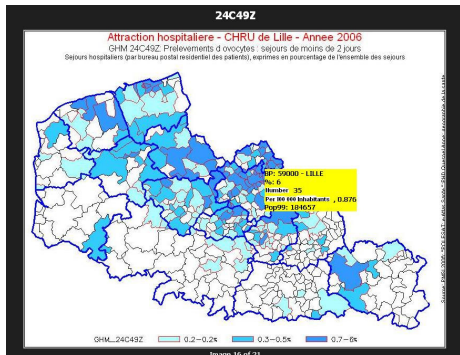 24C49Z
Attraction hospitaliere - CHRU de Lille - Annee 2006
GHM 24C49Z: Prelevements d ovocytes : sejours de moins de 2 jours
Sejours hospitaliers (par bureau postal residentiel des patients), exprimes en pourcentage de l'ensemble des sejours
BP: 59000 - LILLE
%: 6
Number 35
Per 100 000 Inhabitants , 0.876
Pop99: 184657
GHM_24C49Z 0.2-0.2% 0.3-0.5% 0.7-6%
Image 16 of 21